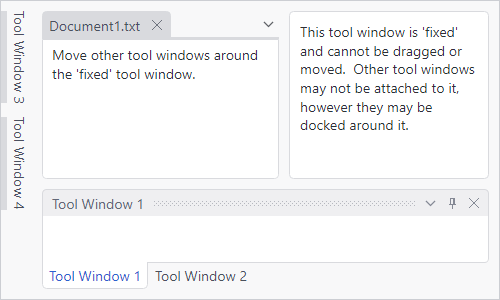 Tool Window 3
Tool Window 4
Document1.txt
Move other tool windows around
the 'fixed' tool window.
This tool window is 'fixed'
and cannot be dragged or
moved.  Other tool windows
may not be attached to it,
however they may be
docked around it.
Tool Window 1
Tool Window 1
Tool Window 2